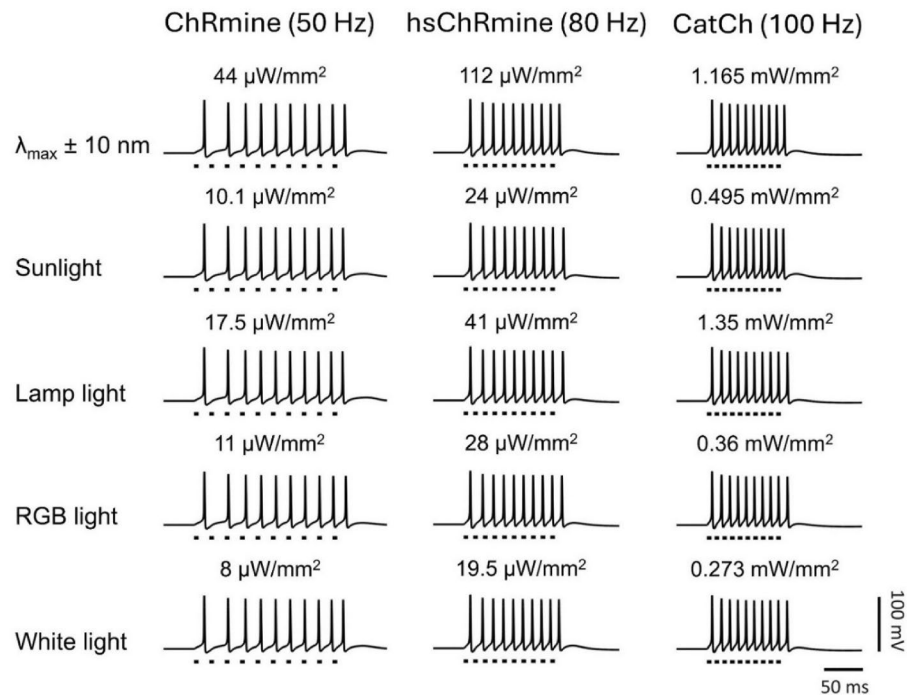 ChRmine (50 Hz) hsChRmine (80 Hz) CatCh (100 Hz)
44 µW/mm² 112 µW/mm² 1.165 mW/mm²
λmax ± 10 nm
10.1 µW/mm² 24 µW/mm² 0.495 mW/mm²
Sunlight
17.5 µW/mm² 41 µW/mm² 1.35 mW/mm²
Lamp light
11 µW/mm² 28 µW/mm² 0.36 mW/mm²
RGB light
8 µW/mm² 19.5 µW/mm² 0.273 mW/mm²
White light
100 mV
50 ms